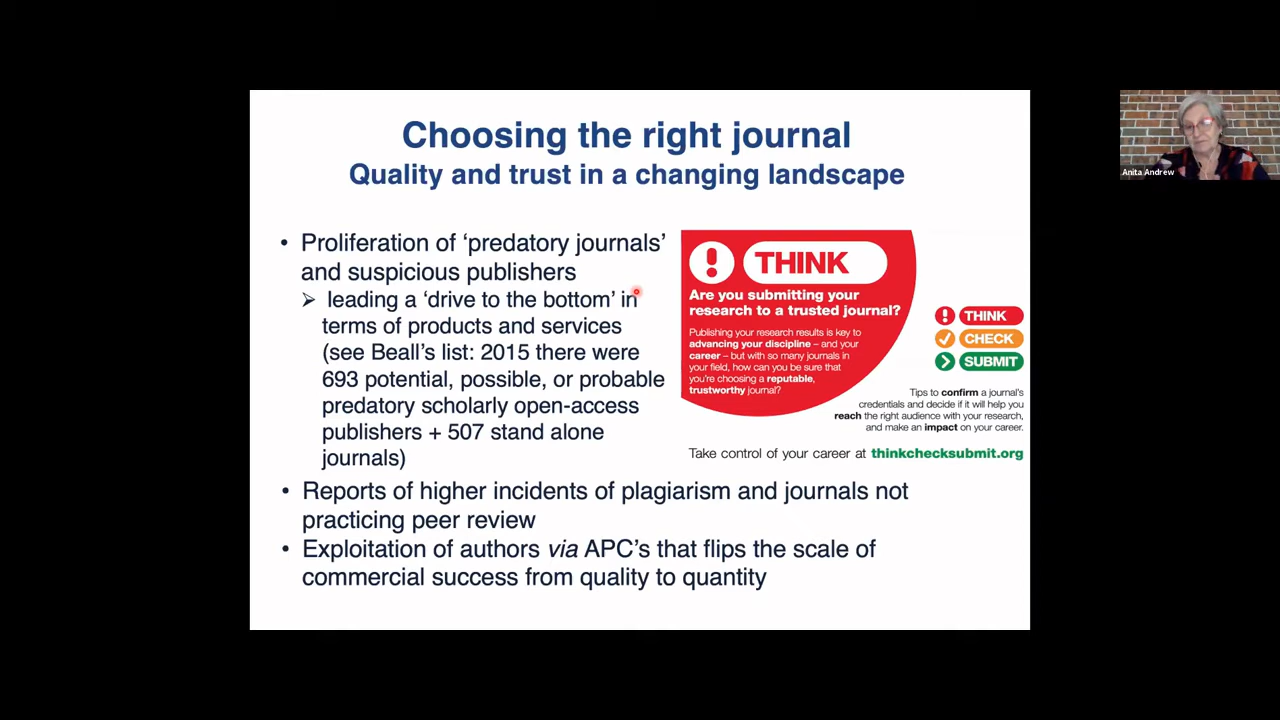 Choosing the right journal
Quality and trust in a changing landscape
• Proliferation of ‘predatory journals’
and suspicious publishers
➢ leading a ‘drive to the bottom’ in
terms of products and services
(see Beall’s list: 2015 there were
693 potential, possible, or probable
predatory scholarly open-access
publishers + 507 stand alone
journals)
• Reports of higher incidents of plagiarism and journals not
practicing peer review
• Exploitation of authors via APC’s that flips the scale of
commercial success from quality to quantity
! THINK
Are you submitting your
research to a trusted journal?
Publishing your research results is key to
advancing your discipline – and your
career – but with so many journals in
your field, how can you be sure that
you’re choosing a reputable,
trustworthy journal?
! THINK
CHECK
SUBMIT
Tips to confirm a journal’s
credentials and decide if it will help you
reach the right audience with your research,
and make an impact on your career.
Take control of your career at thinkchecksubmit.org
Anita Andrew